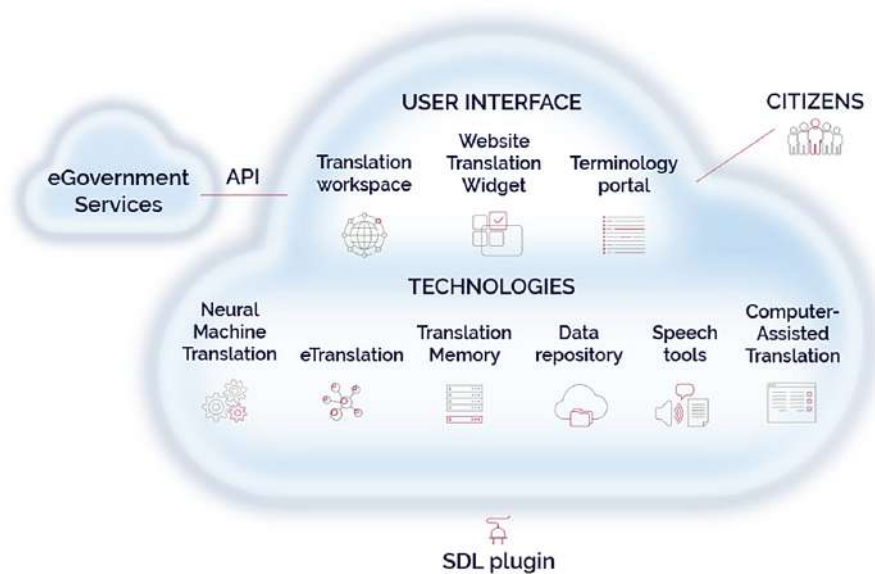 USER INTERFACE
CITIZENS
eGovernment
Services
API
Translation
workspace
Website
Translation
Widget
Terminology
portal
TECHNOLOGIES
Neural
Machine
Translation
eTranslation
Translation
Memory
Data
repository
Speech
tools
Computer-
Assisted
Translation
SDL plugin